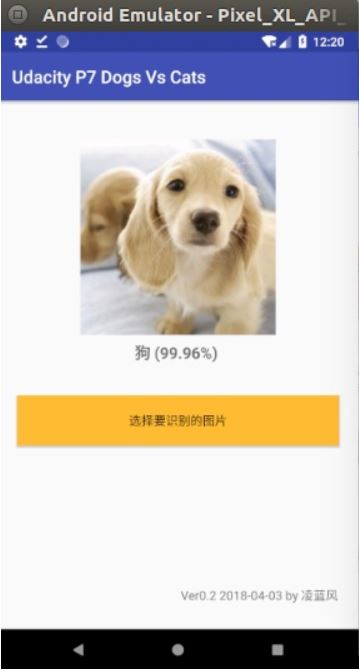 Android Emulator - Pixel_XL_API_
12:20
Udacity P7 Dogs Vs Cats
狗 (99.96%)
选择要识别的图片
Ver0.2 2018-04-03 by 凌蓝风